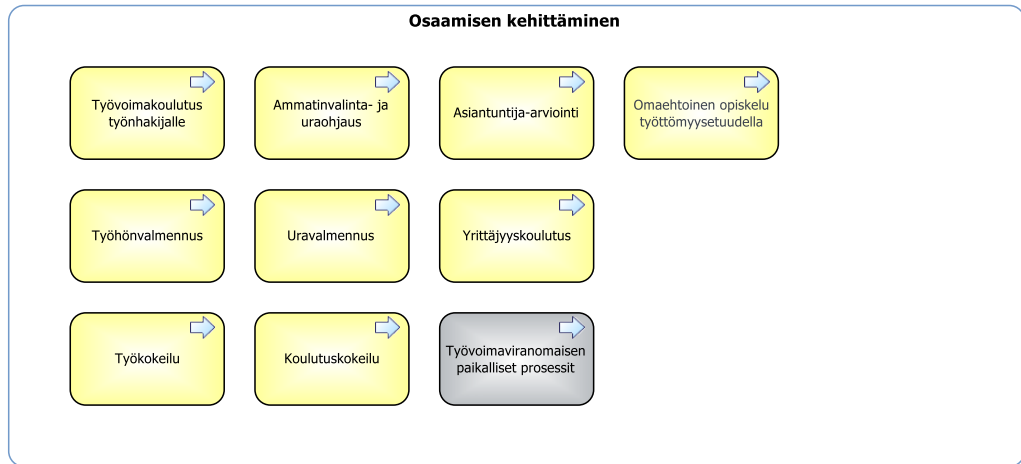 Osaamisen kehittäminen
Työvoimakoulutus
työnhakijalle
Ammatinvalinta- ja
uraohjaus
Asiantuntija-arviointi
Omaehtoinen opiskelu
työttömyysetuudella
Työhönvalmennus
Uravalmennus
Yrittäjyyskoulutus
Työkokeilu
Koulutuskokeilu
Työvoimaviranomaisen
paikalliset prosessit